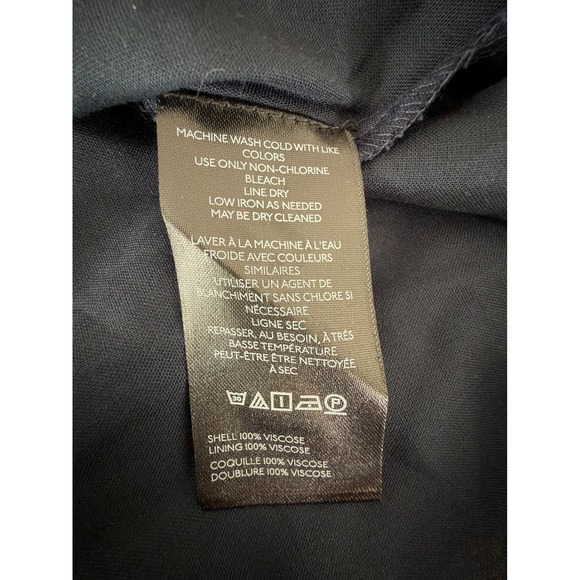 MACHINE WASH COLD WITH LIKE
COLORS
USE ONLY NON-CHLORINE
BLEACH
LINE DRY
LOW IRON AS NEEDED
MAY BE DRY CLEANED
LAVER À LA MACHINE À L'EAU
FROIDE AVEC COULEURS
SIMILAIRES
UTILISER UN AGENT DE
BLANCHIMENT SANS CHLORE SI
NÉCESSAIRE
LIGNE SEC
REPASSER, AU BESOIN, À TRÉS
BASSE TEMPÉRATURE
PEUT-ÊTRE ÊTRE NETTOYÉE
À SEC
30 P
SHELL 100% VISCOSE
LINING 100% VISCOSE
COQUILLE 100% VISCOSE
DOUBLURE 100% VISCOSE